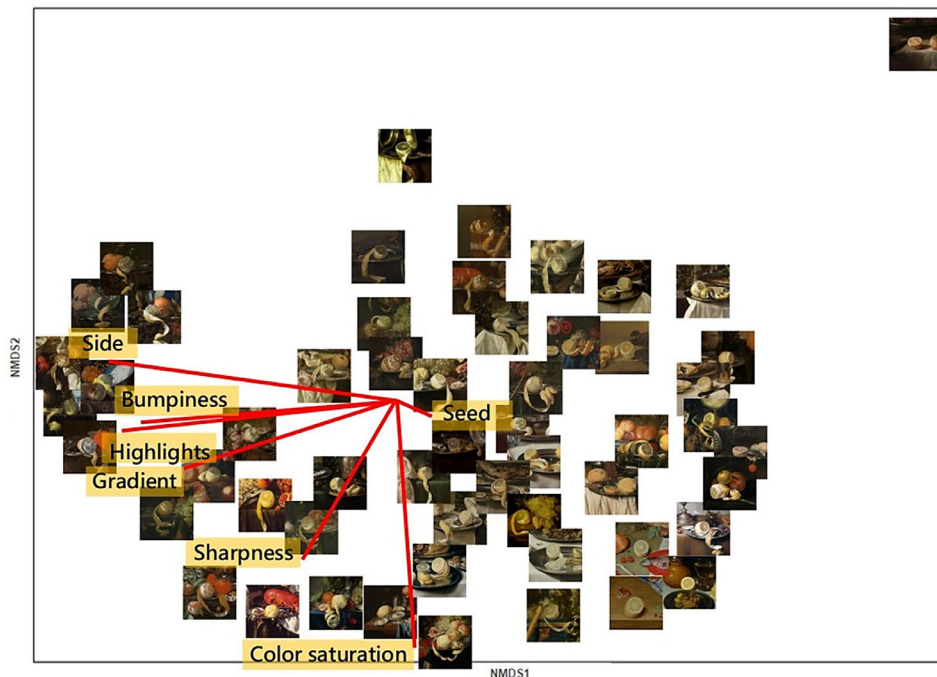 Side
NMDS2
Bumpiness
Seed
Highlights
Gradient
Sharpness
Color saturation
NMDS1